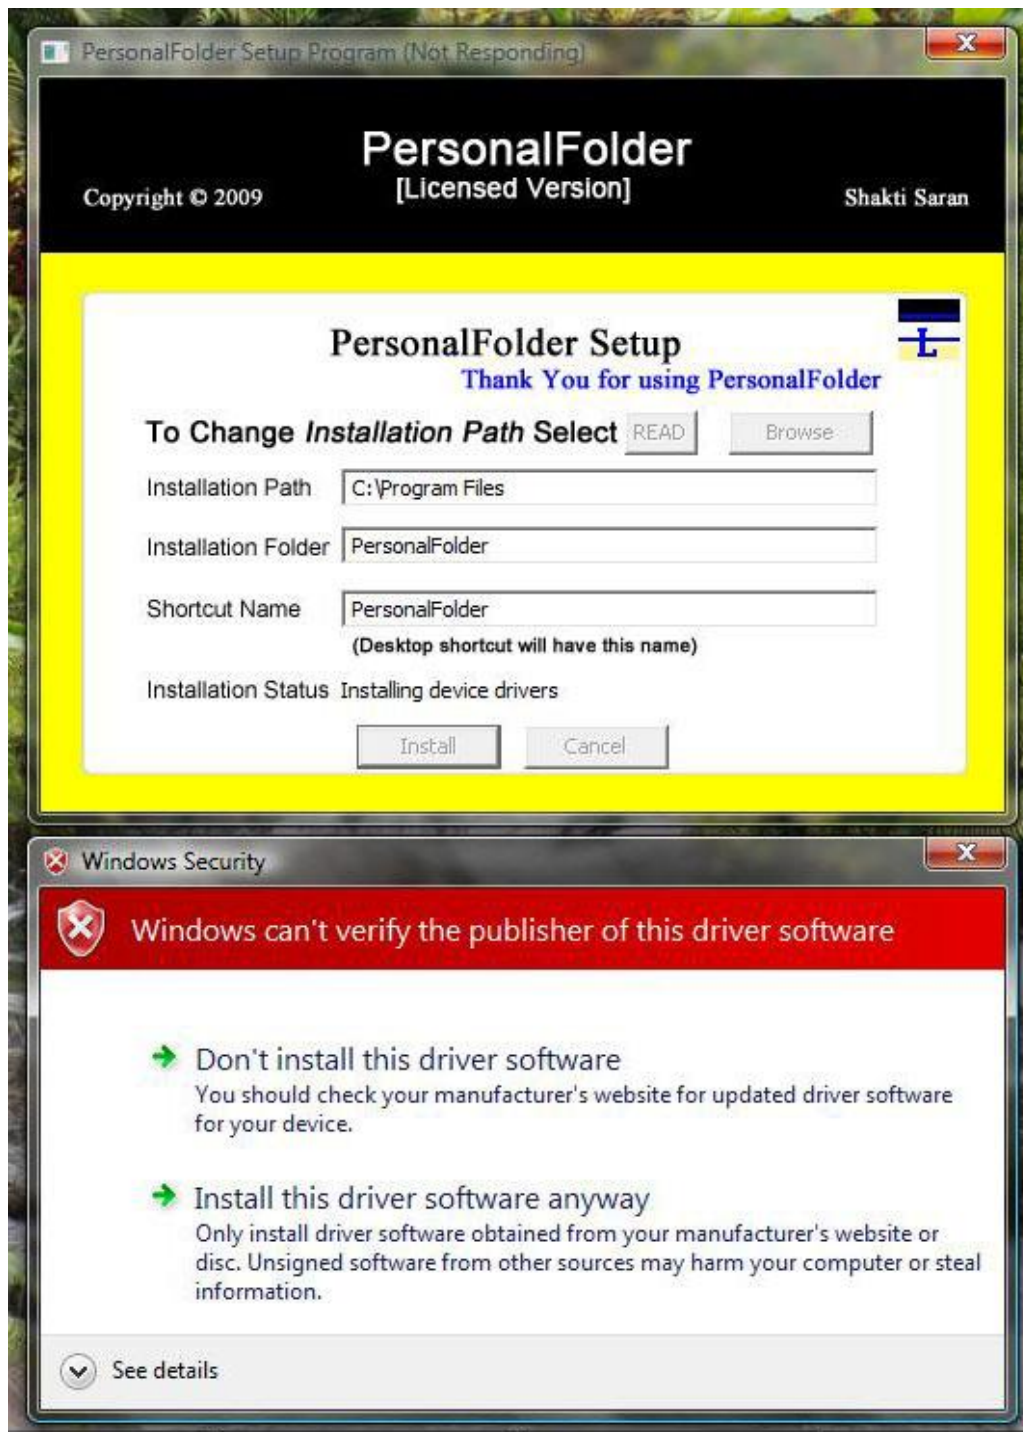 PersonalFolder Setup Program (Not Responding)
PersonalFolder
[Licensed Version]
Copyright © 2009
Shakti Saran
L
PersonalFolder Setup
Thank You for using PersonalFolder
To Change Installation Path Select READ Browse
Installation Path C:\Program Files
Installation Folder PersonalFolder
Shortcut Name PersonalFolder
(Desktop shortcut will have this name)
Installation Status Installing device drivers
Install Cancel
Windows Security
Windows can't verify the publisher of this driver software
Don't install this driver software
You should check your manufacturer's website for updated driver software
for your device.
Install this driver software anyway
Only install driver software obtained from your manufacturer's website or
disc. Unsigned software from other sources may harm your computer or steal
information.
See details